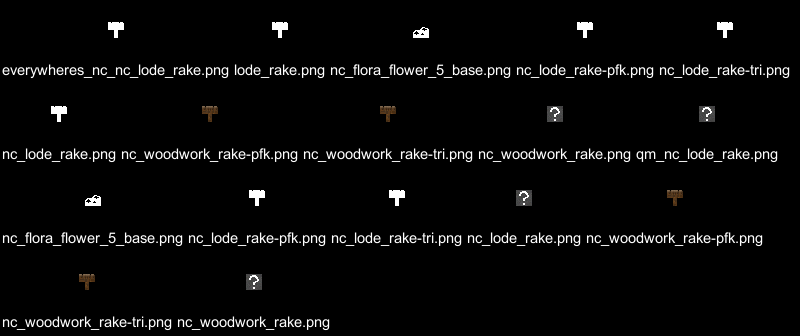 everywheres_nc_nc_lode_rake.png lode_rake.png nc_flora_flower_5_base.png nc_lode_rake-pfk.png nc_lode_rake-tri.png
? ?
nc_lode_rake.png nc_woodwork_rake-pfk.png nc_woodwork_rake-tri.png nc_woodwork_rake.png qm_nc_lode_rake.png
?
nc_flora_flower_5_base.png nc_lode_rake-pfk.png nc_lode_rake-tri.png nc_lode_rake.png nc_woodwork_rake-pfk.png
?
nc_woodwork_rake-tri.png nc_woodwork_rake.png